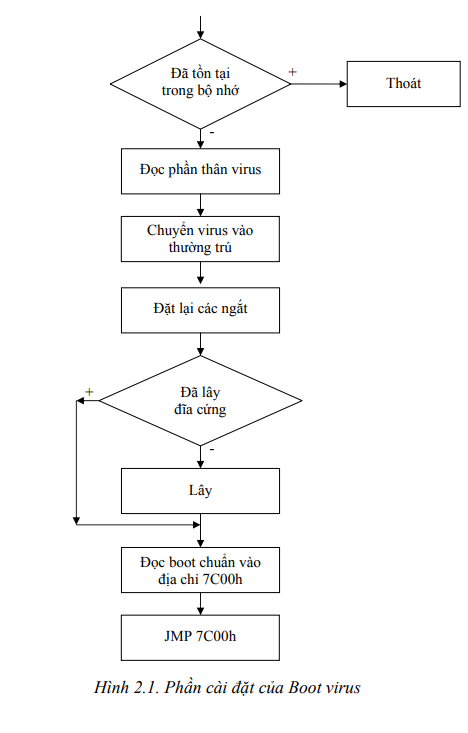 Đã tồn tại
trong bộ nhớ
+
Thoát
-
Đọc phần thân virus
Chuyển virus vào
thường trú
Đặt lại các ngắt
+
Đã lây
đĩa cứng
-
Lây
Đọc boot chuẩn vào
địa chỉ 7C00h
JMP 7C00h
Hình 2.1. Phần cài đặt của Boot virus